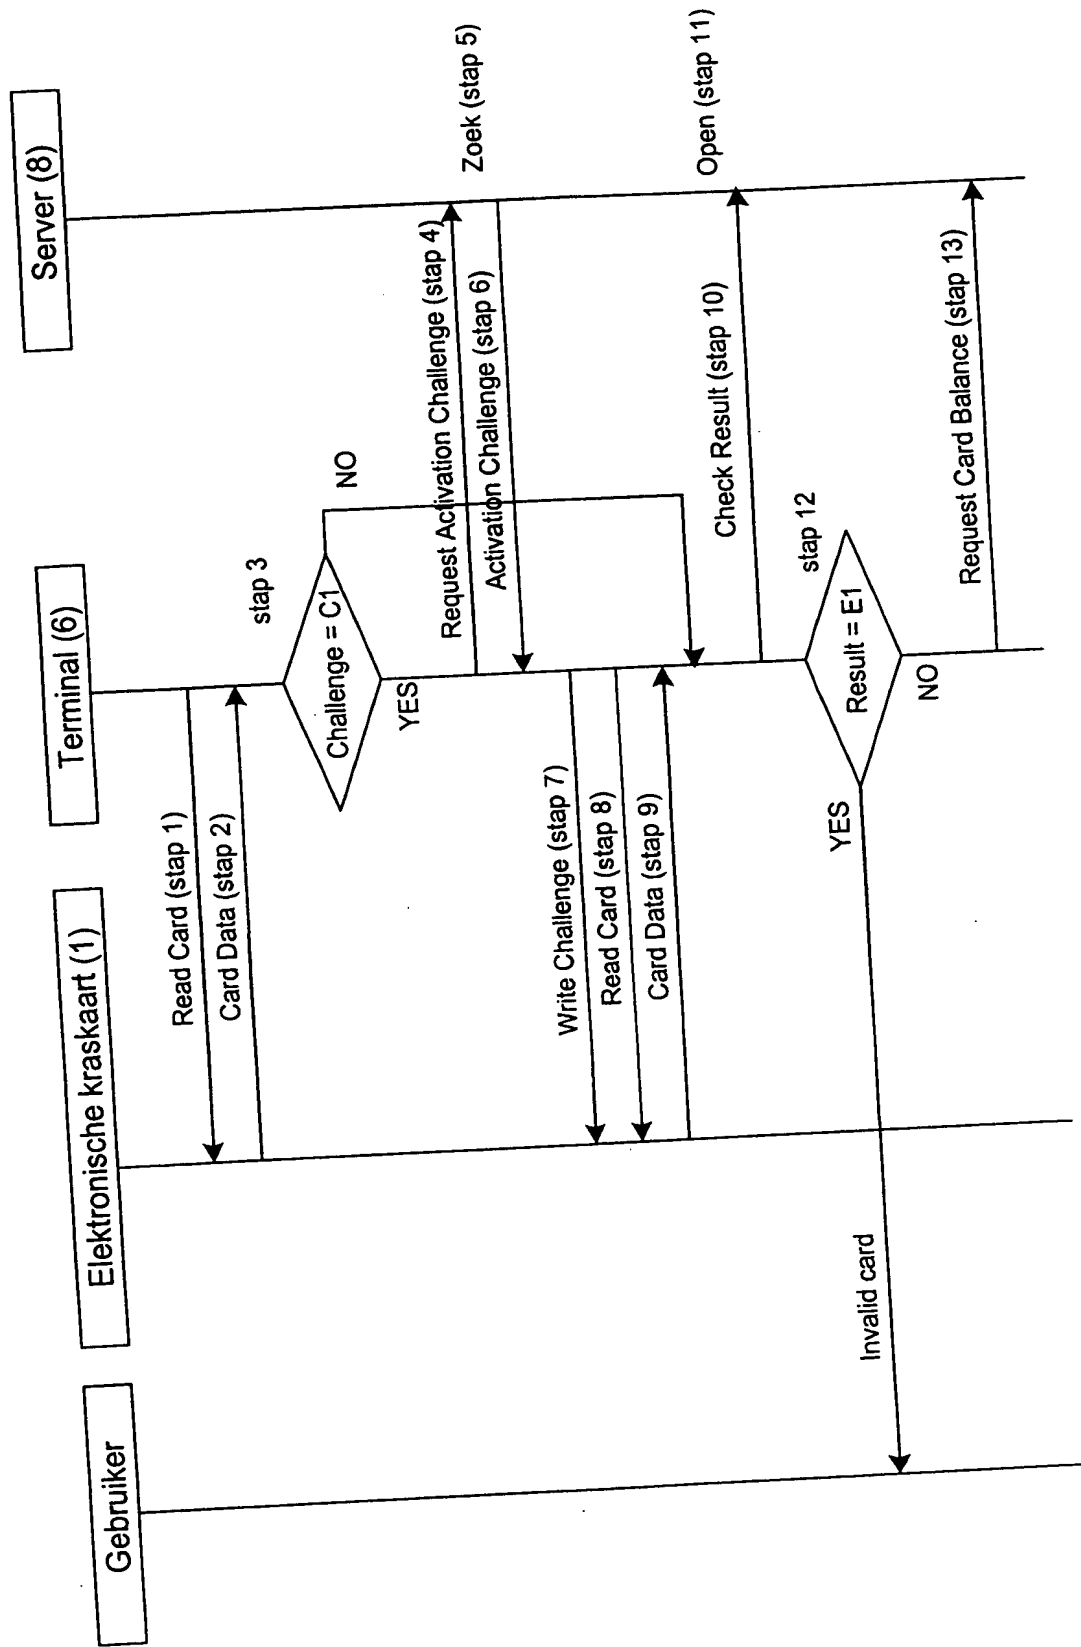 Gebruiker
Elektronische kraskaart (1)
Terminal (6)
Server (8)
Read Card (stap 1)
Card Data (stap 2)
stap 3
Challenge = C1
NO
YES
Request Activation Challenge (stap 4)
Zoek (stap 5)
Activation Challenge (stap 6)
Write Challenge (stap 7)
Read Card (stap 8)
Card Data (stap 9)
Check Result (stap 10)
Open (stap 11)
stap 12
Result = E1
YES
NO
Invalid card
Request Card Balance (stap 13)